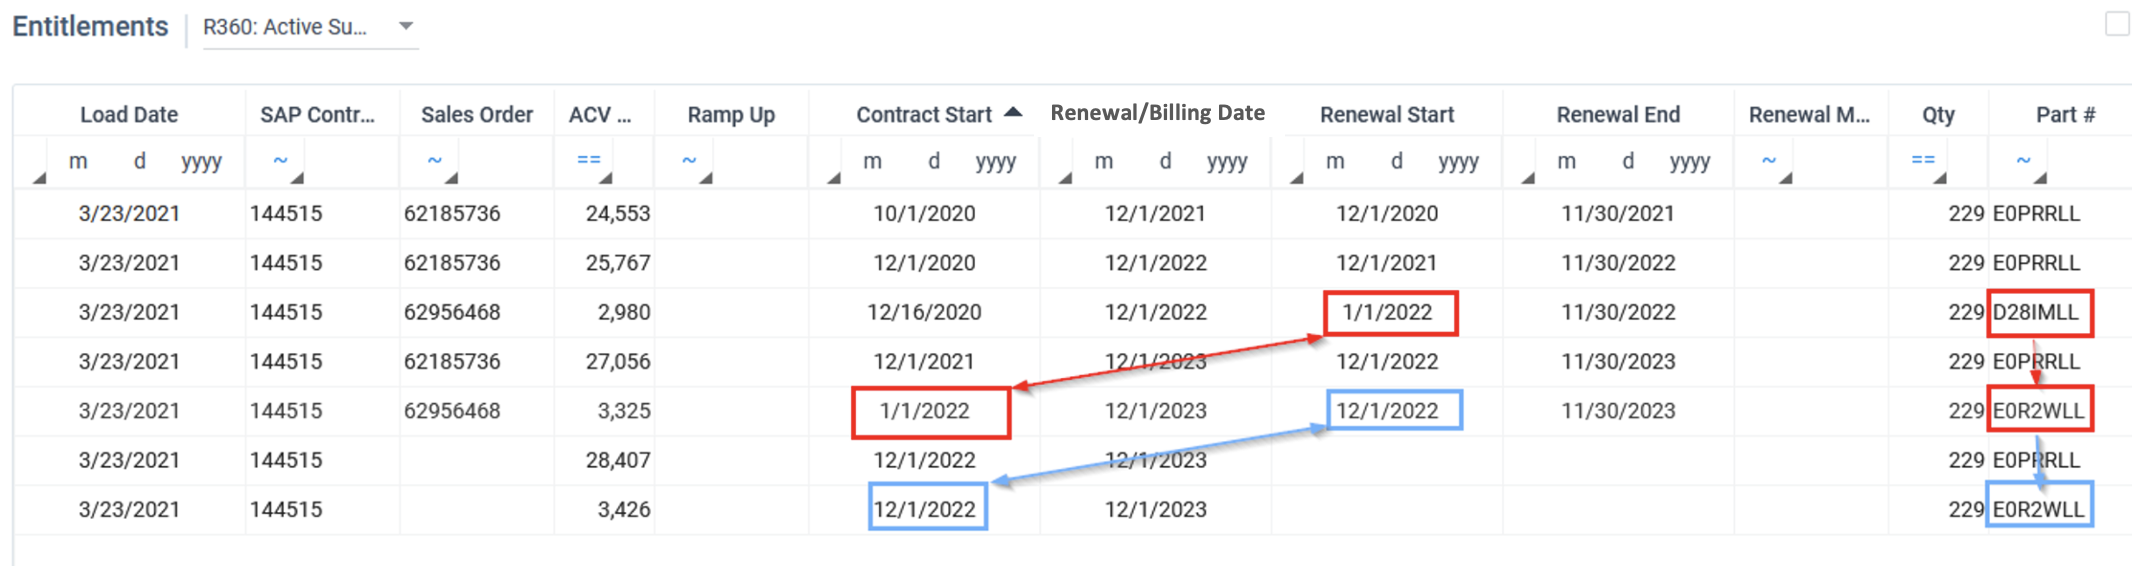 Entitlements R360: Active Su...
Load Date SAP Contr... Sales Order ACV ... Ramp Up Contract Start Renewal/Billing Date Renewal Start Renewal End Renewal M... Qty Part #
m d yyyy ~ ~ == ~ m d yyyy m d yyyy m d yyyy m d yyyy ~ == ~
3/23/2021 144515 62185736 24,553 10/1/2020 12/1/2021 12/1/2020 11/30/2021 229 E0PRRLL
3/23/2021 144515 62185736 25,767 12/1/2020 12/1/2022 12/1/2021 11/30/2022 229 E0PRRLL
3/23/2021 144515 62956468 2,980 12/16/2020 12/1/2022 1/1/2022 11/30/2022 229 D28IMLL
3/23/2021 144515 62185736 27,056 12/1/2021 12/1/2023 12/1/2022 11/30/2023 229 E0PRRLL
3/23/2021 144515 62956468 3,325 1/1/2022 12/1/2023 12/1/2022 11/30/2023 229 E0R2WLL
3/23/2021 144515 28,407 12/1/2022 12/1/2023 229 E0PRRLL
3/23/2021 144515 3,426 12/1/2022 12/1/2023 229 E0R2WLL